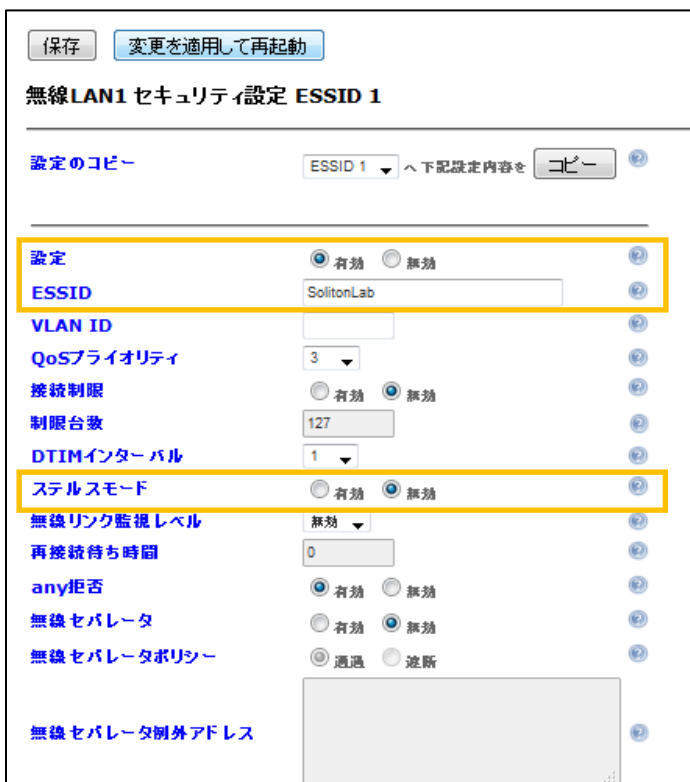 保存 変更を適用して再起動
無線LAN1 セキュリティ設定 ESSID 1
設定のコピー ESSID 1 へ下記設定内容を コピー
設定 有効 無効
ESSID SolitonLab
VLAN ID
QoSプライオリティ 3
接続制限 有効 無効
制限台数 127
DTIMインターバル 1
ステルスモード 有効 無効
無線リンク監視レベル 無効
再接続待ち時間 0
any拒否 有効 無効
無線セパレータ 有効 無効
無線セパレータポリシー 通過 遮断
無線セパレータ例外アドレス